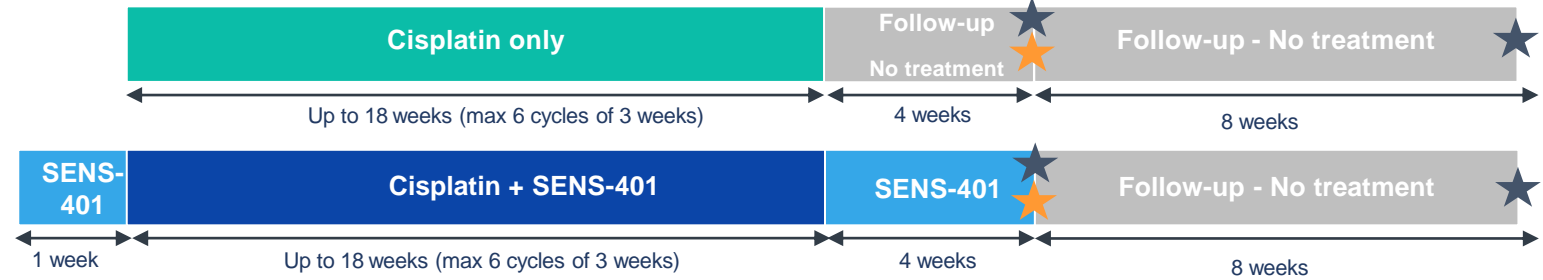 Cisplatin only
Follow-up
No treatment
Follow-up - No treatment
Up to 18 weeks (max 6 cycles of 3 weeks)
4 weeks
8 weeks
SENS-
401
Cisplatin + SENS-401
SENS-401
Follow-up - No treatment
1 week
Up to 18 weeks (max 6 cycles of 3 weeks)
4 weeks
8 weeks